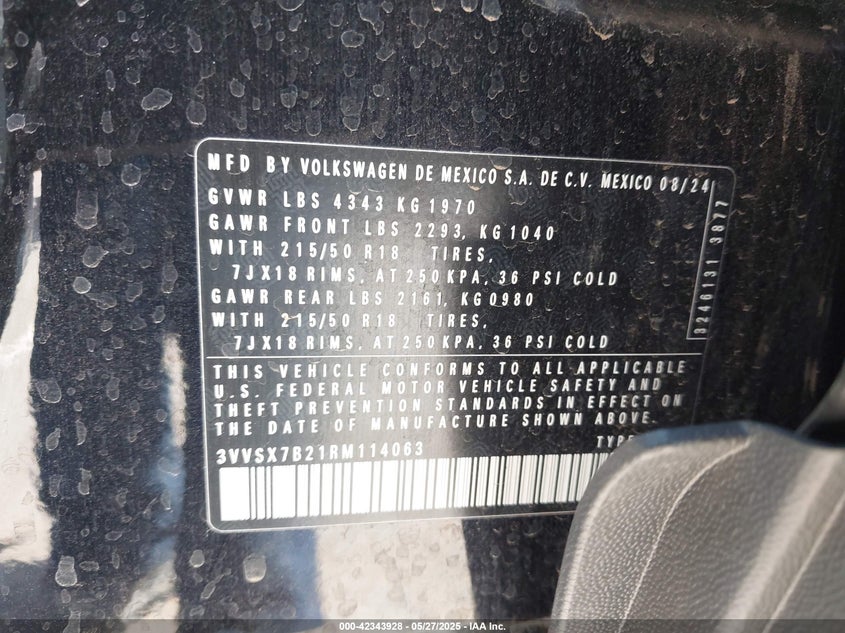 MFD BY VOLKSWAGEN DE MEXICO S.A. DE C.V. MEXICO 08/24
GVWR LBS 4343 KG 1970
GAWR FRONT LBS 2293, KG 1040
WITH 215/50 R18 TIRES,
7JX18 RIMS, AT 250 KPA, 36 PSI COLD
GAWR REAR LBS 2161, KG 0980
WITH 215/50 R18 TIRES,
7JX18 RIMS, AT 250 KPA, 36 PSI COLD
THIS VEHICLE CONFORMS TO ALL APPLICABLE
U.S. FEDERAL MOTOR VEHICLE SAFETY AND
THEFT PREVENTION STANDARDS IN EFFECT ON
THE DATE OF MANUFACTURE SHOWN ABOVE.
3VVSX7B21RM114063 TYPE
3246131 3877
000-42343928 - 05/27/2025 - IAA Inc.